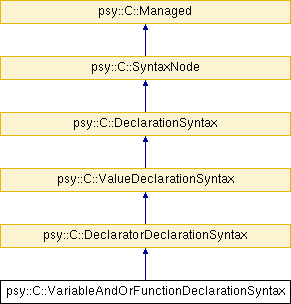 psy::C::Managed
psy::C::SyntaxNode
psy::C::DeclarationSyntax
psy::C::ValueDeclarationSyntax
psy::C::DeclaratorDeclarationSyntax
psy::C::VariableAndOrFunctionDeclarationSyntax